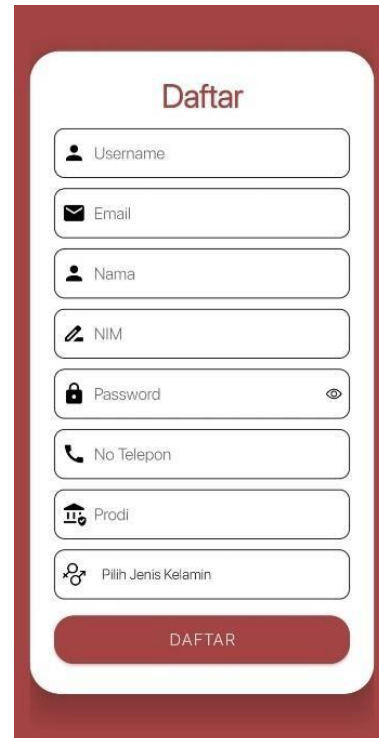 Daftar
Username
Email
Nama
NIM
Password
No Telepon
Prodi
Pilih Jenis Kelamin
DAFTAR